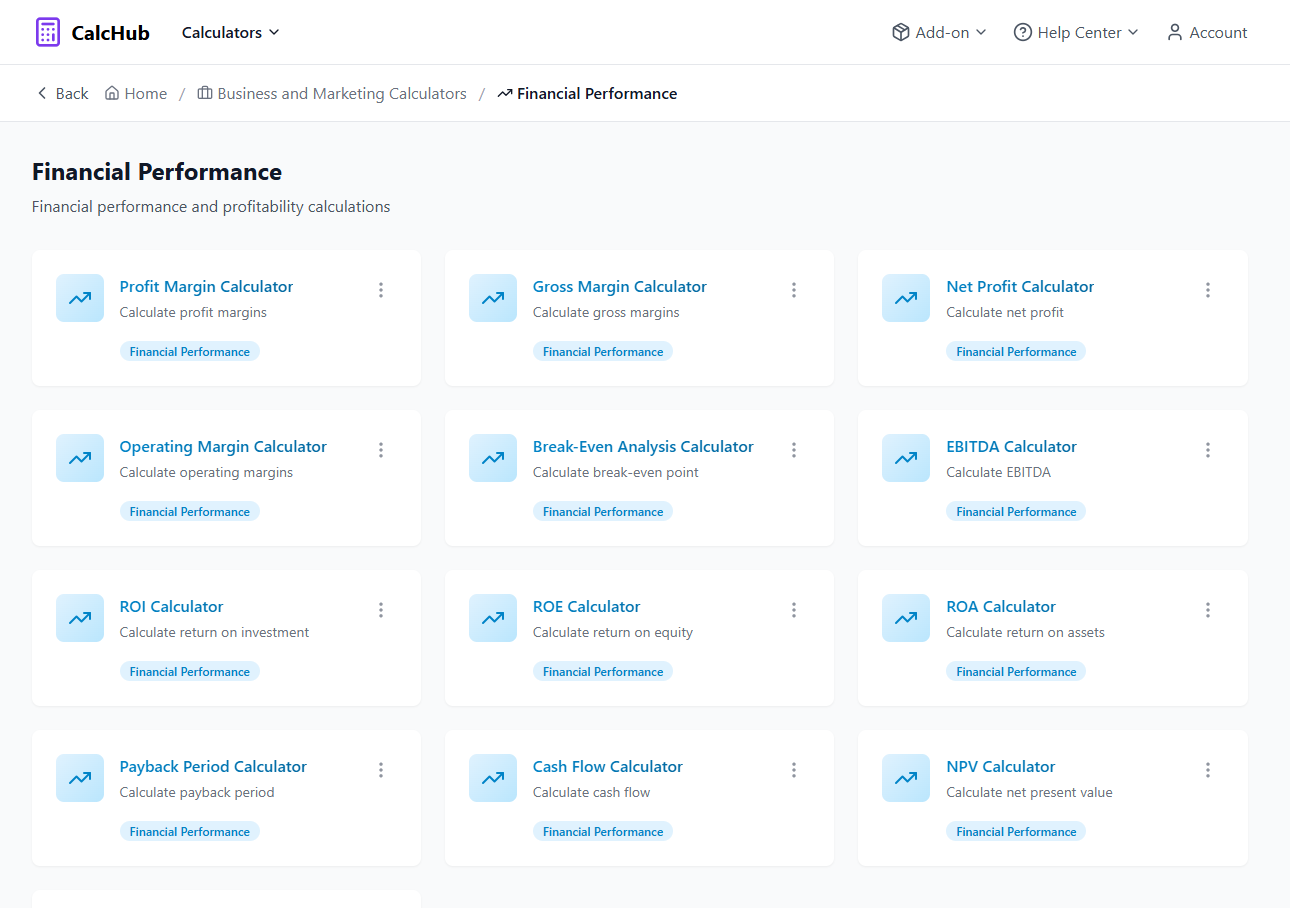 CalcHub
Calculators
Add-on
Help Center
Account
Back
Home / Business and Marketing Calculators / Financial Performance
Financial Performance
Financial performance and profitability calculations
Profit Margin Calculator
Calculate profit margins
Financial Performance
Gross Margin Calculator
Calculate gross margins
Financial Performance
Net Profit Calculator
Calculate net profit
Financial Performance
Operating Margin Calculator
Calculate operating margins
Financial Performance
Break-Even Analysis Calculator
Calculate break-even point
Financial Performance
EBITDA Calculator
Calculate EBITDA
Financial Performance
ROI Calculator
Calculate return on investment
Financial Performance
ROE Calculator
Calculate return on equity
Financial Performance
ROA Calculator
Calculate return on assets
Financial Performance
Payback Period Calculator
Calculate payback period
Financial Performance
Cash Flow Calculator
Calculate cash flow
Financial Performance
NPV Calculator
Calculate net present value
Financial Performance